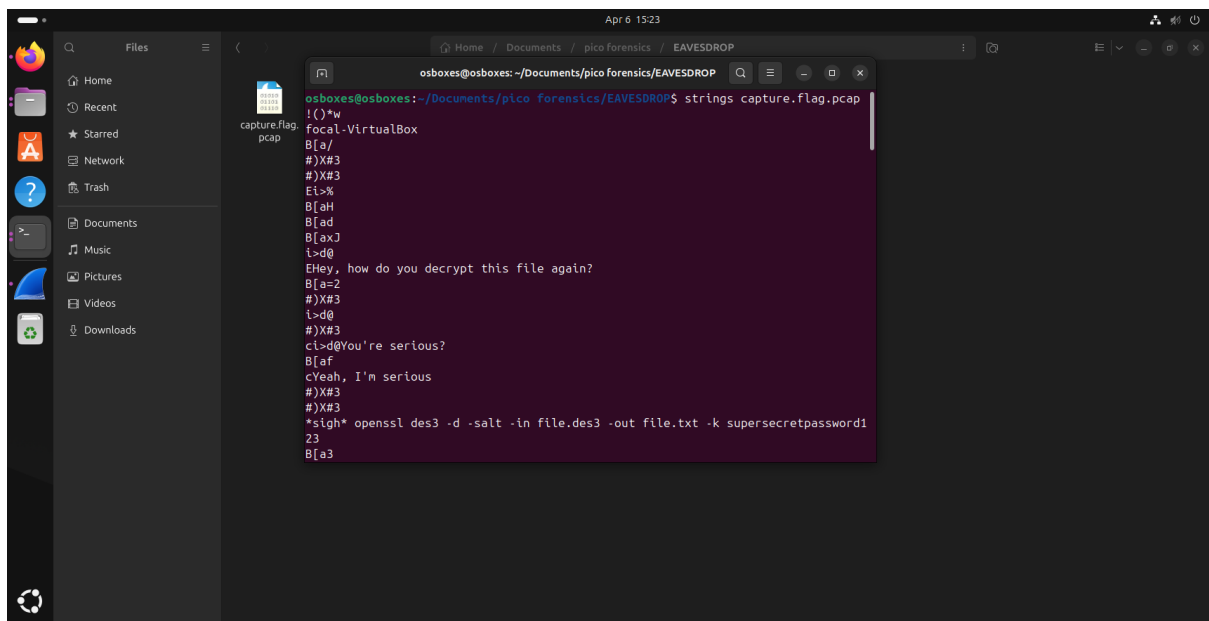 Apr 6 15:23
Files
Home / Documents / pico forensics / EAVESDROP
Home
Recent
Starred
Network
Trash
Documents
Music
Pictures
Videos
Downloads
01010
01101
01110
capture.flag.
pcap
osboxes@osboxes: ~/Documents/pico forensics/EAVESDROP
osboxes@osboxes:~/Documents/pico forensics/EAVESDROP$ strings capture.flag.pcap
!()*w
focal-VirtualBox
B[a/
#)X#3
#)X#3
Ei>%
B[aH
B[ad
B[axJ
i>d@
EHey, how do you decrypt this file again?
B[a=2
#)X#3
i>d@
#)X#3
ci>d@You're serious?
B[af
cYeah, I'm serious
#)X#3
#)X#3
*sigh* openssl des3 -d -salt -in file.des3 -out file.txt -k supersecretpassword1
23
B[a3